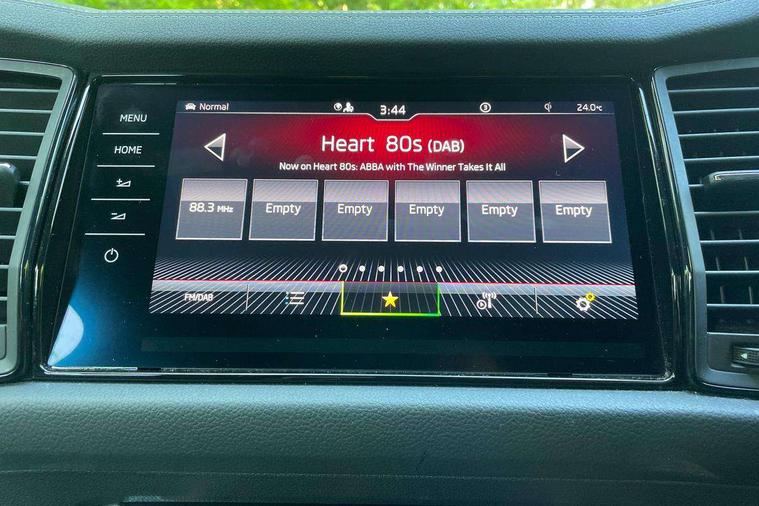 MENU
HOME
Normal
3:44
3
24.0°C
Heart 80s (DAB)
Now on Heart 80s: ABBA with The Winner Takes It All
88.3 MHz
Empty
Empty
Empty
Empty
Empty
FM/DAB